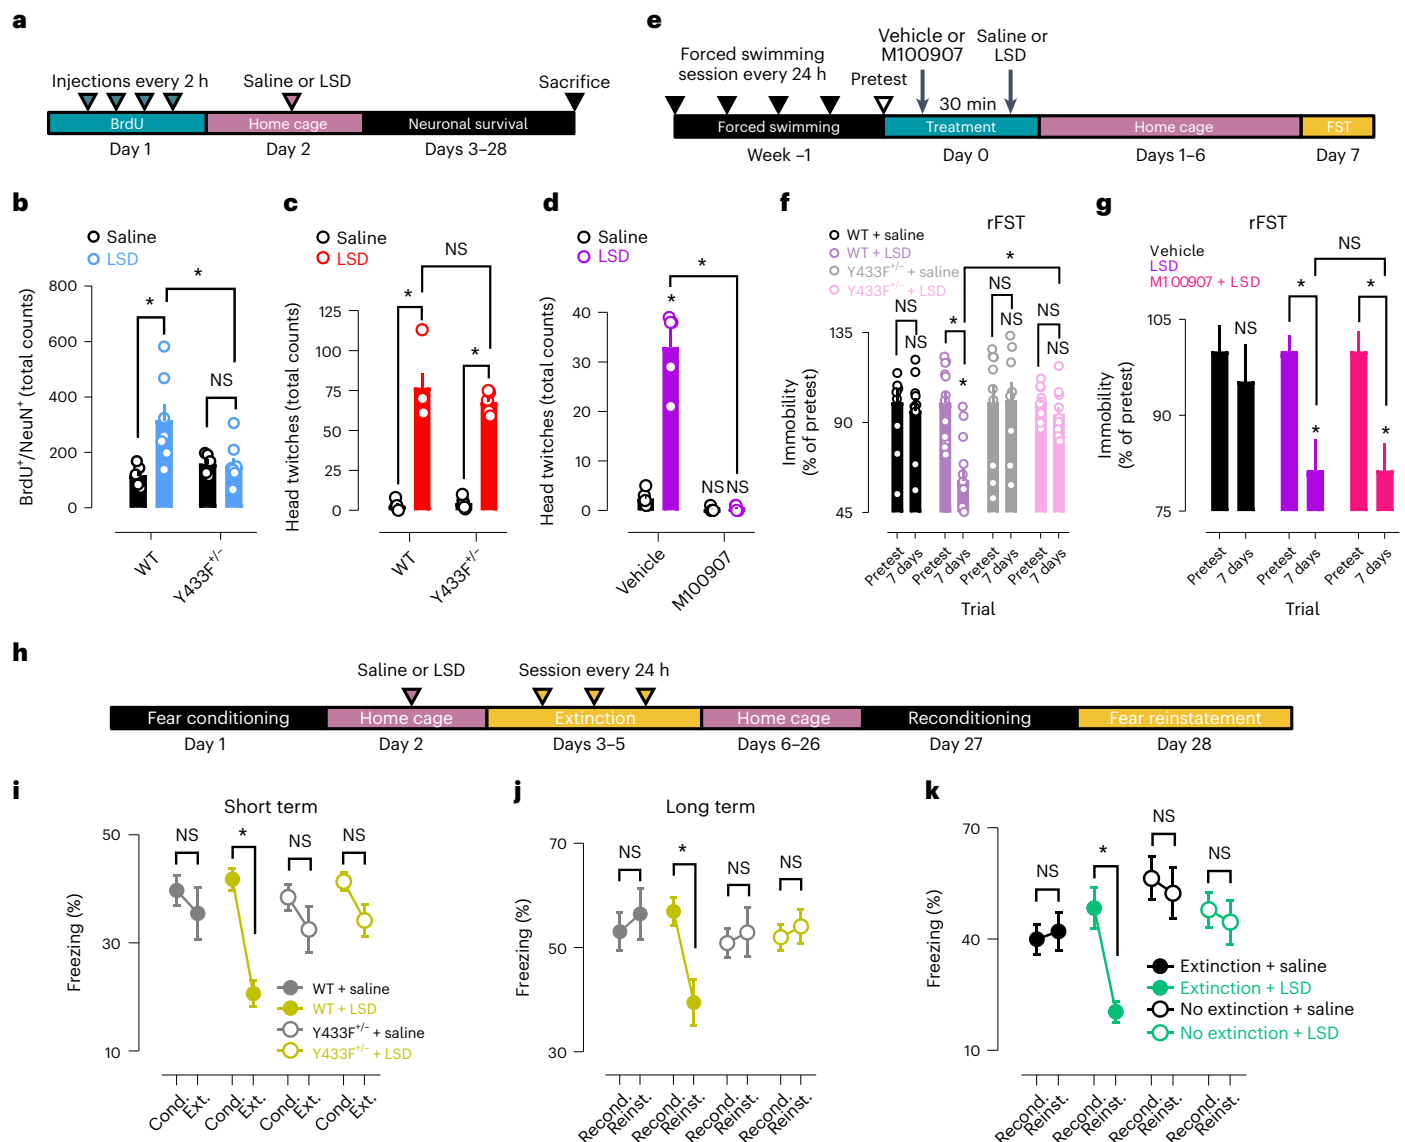 a
Injections every 2 h
Saline or LSD
Sacrifice
BrdU
Home cage
Neuronal survival
Day 1
Day 2
Days 3–28
e
Forced swimming
session every 24 h
Pretest
Vehicle or
M100907
Saline or
LSD
30 min
Forced swimming
Treatment
Home cage
FST
Week –1
Day 0
Days 1–6
Day 7
b
Saline
LSD
BrdU⁺/NeuN⁺ (total counts)
800
600
400
200
0
*
*
NS
WT
Y433F⁺/⁻
c
Saline
LSD
Head twitches (total counts)
125
100
75
50
25
0
NS
*
*
WT
Y433F⁺/⁻
d
Saline
LSD
Head twitches (total counts)
40
30
20
10
0
*
*
NS NS
Vehicle
M100907
f
rFST
WT + saline
WT + LSD
Y433F⁺/⁻ + saline
Y433F⁺/⁻ + LSD
Immobility
(% of pretest)
135
90
45
*
NS
NS
*
*
NS
NS
NS
NS
Pretest
7 days
Pretest
7 days
Pretest
7 days
Pretest
7 days
Trial
g
rFST
Vehicle
LSD
M100907 + LSD
Immobility
(% of pretest)
105
90
75
NS
NS
*
*
*
*
Pretest
7 days
Pretest
7 days
Pretest
7 days
Trial
h
Saline or LSD
Session every 24 h
Fear conditioning
Home cage
Extinction
Home cage
Reconditioning
Fear reinstatement
Day 1
Day 2
Days 3–5
Days 6–26
Day 27
Day 28
i
Short term
Freezing (%)
50
30
10
NS
*
NS
NS
WT + saline
WT + LSD
Y433F⁺/⁻ + saline
Y433F⁺/⁻ + LSD
Cond.
Ext.
Cond.
Ext.
Cond.
Ext.
Cond.
Ext.
j
Long term
Freezing (%)
70
50
30
NS
*
NS
NS
Recond.
Reinst.
Recond.
Reinst.
Recond.
Reinst.
Recond.
Reinst.
k
Freezing (%)
70
40
10
NS
*
NS
NS
Extinction + saline
Extinction + LSD
No extinction + saline
No extinction + LSD
Recond.
Reinst.
Recond.
Reinst.
Recond.
Reinst.
Recond.
Reinst.